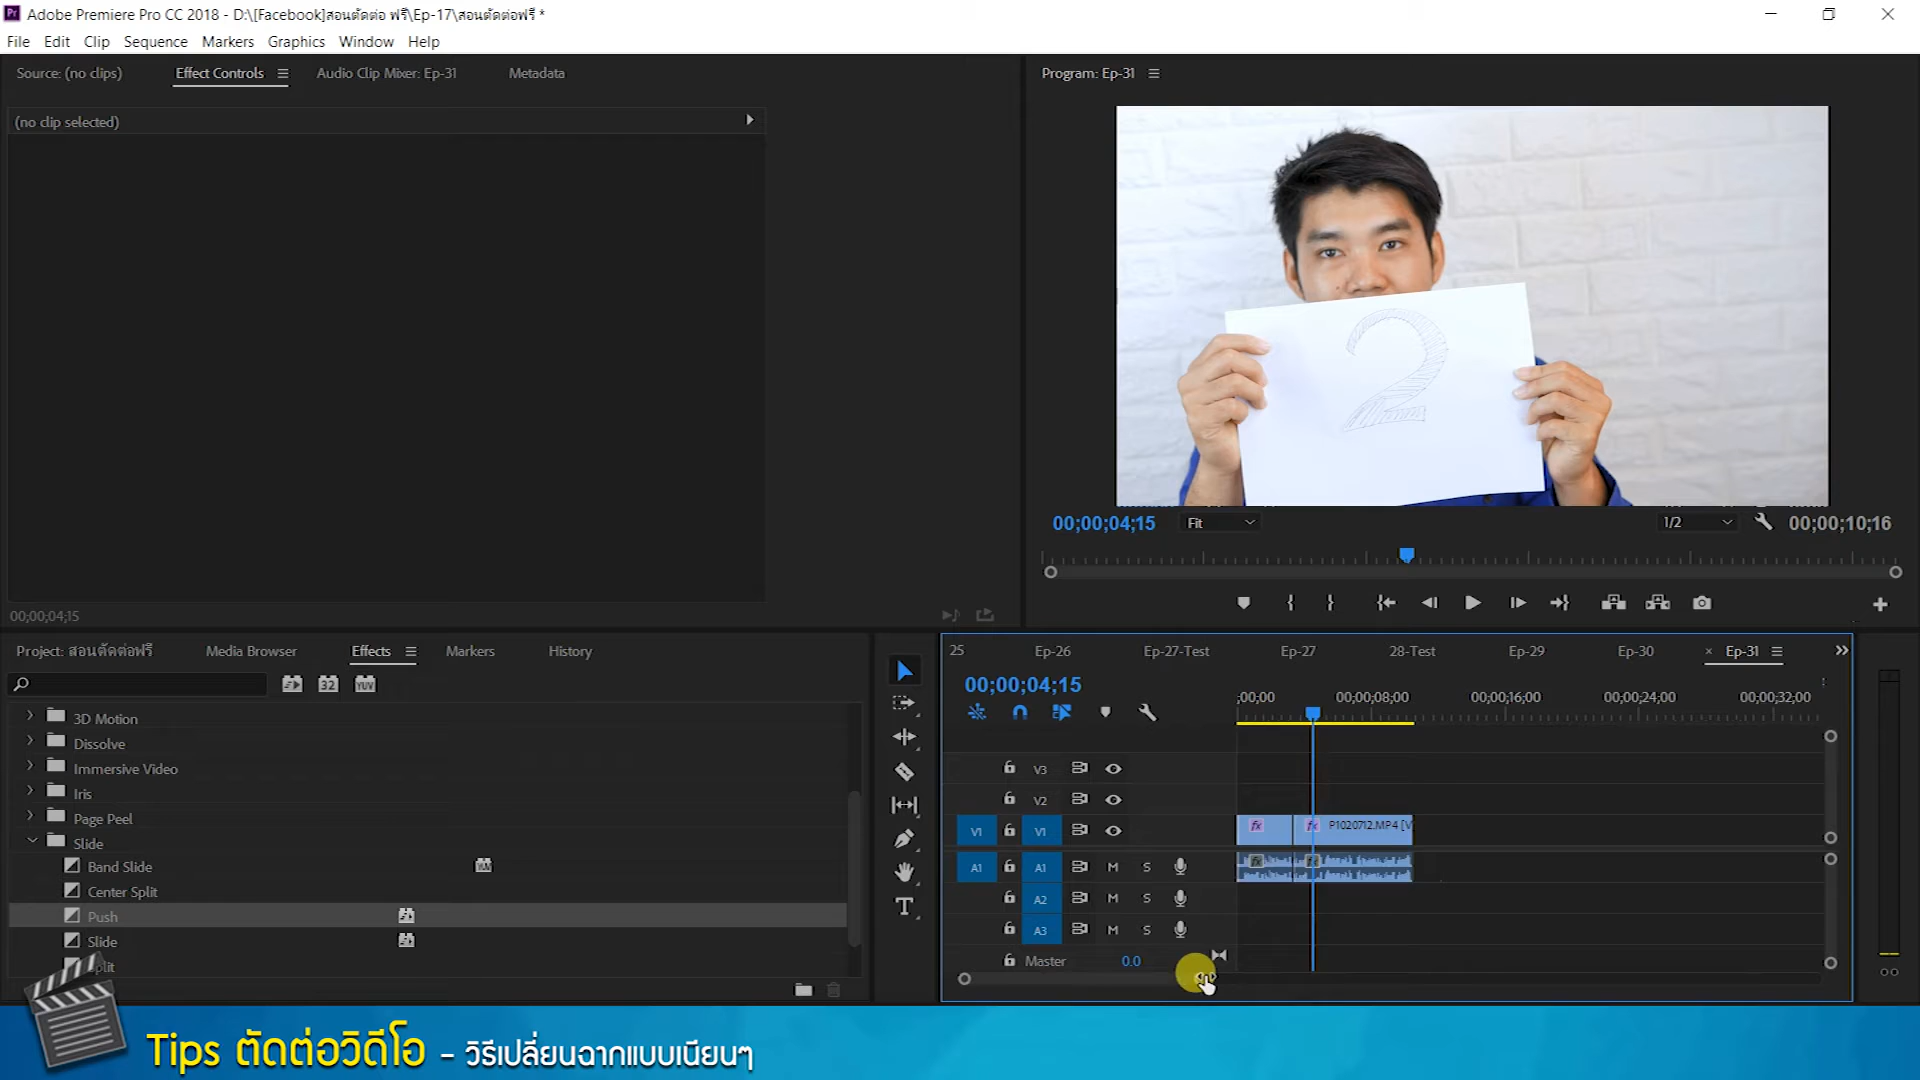 Adobe Premiere Pro CC 2018 - D:\[Facebook]สอนตัดต่อ ฟรี\Ep-17\สอนตัดต่อฟรี *
File Edit Clip Sequence Markers Graphics Window Help
Source: (no clips) Effect Controls Audio Clip Mixer: Ep-31 Metadata
Program: Ep-31
(no clip selected)
2
00;00;04;15 Fit 1/2 00;00;10;16
00;00;04;15
Project: สอนตัดต่อฟรี Media Browser Effects Markers History
25 Ep-26 Ep-27-Test Ep-27 28-Test Ep-29 Ep-30 × Ep-31
32 YUV
00;00;04;15
;00;00 00;00;08;00 00;00;16;00 00;00;24;00 00;00;32;00
3D Motion
Dissolve
Immersive Video
Iris
Page Peel
Slide
Band Slide
Center Split
Push
Slide
Split
V3
V2
V1 V1 fx fx P1020712.MP4 [V
A1 A1 M S fx fx
A2 M S
A3 M S
Master 0.0
T
Tips ตัดต่อวิดีโอ - วิธีเปลี่ยนฉากแบบเนียนๆ